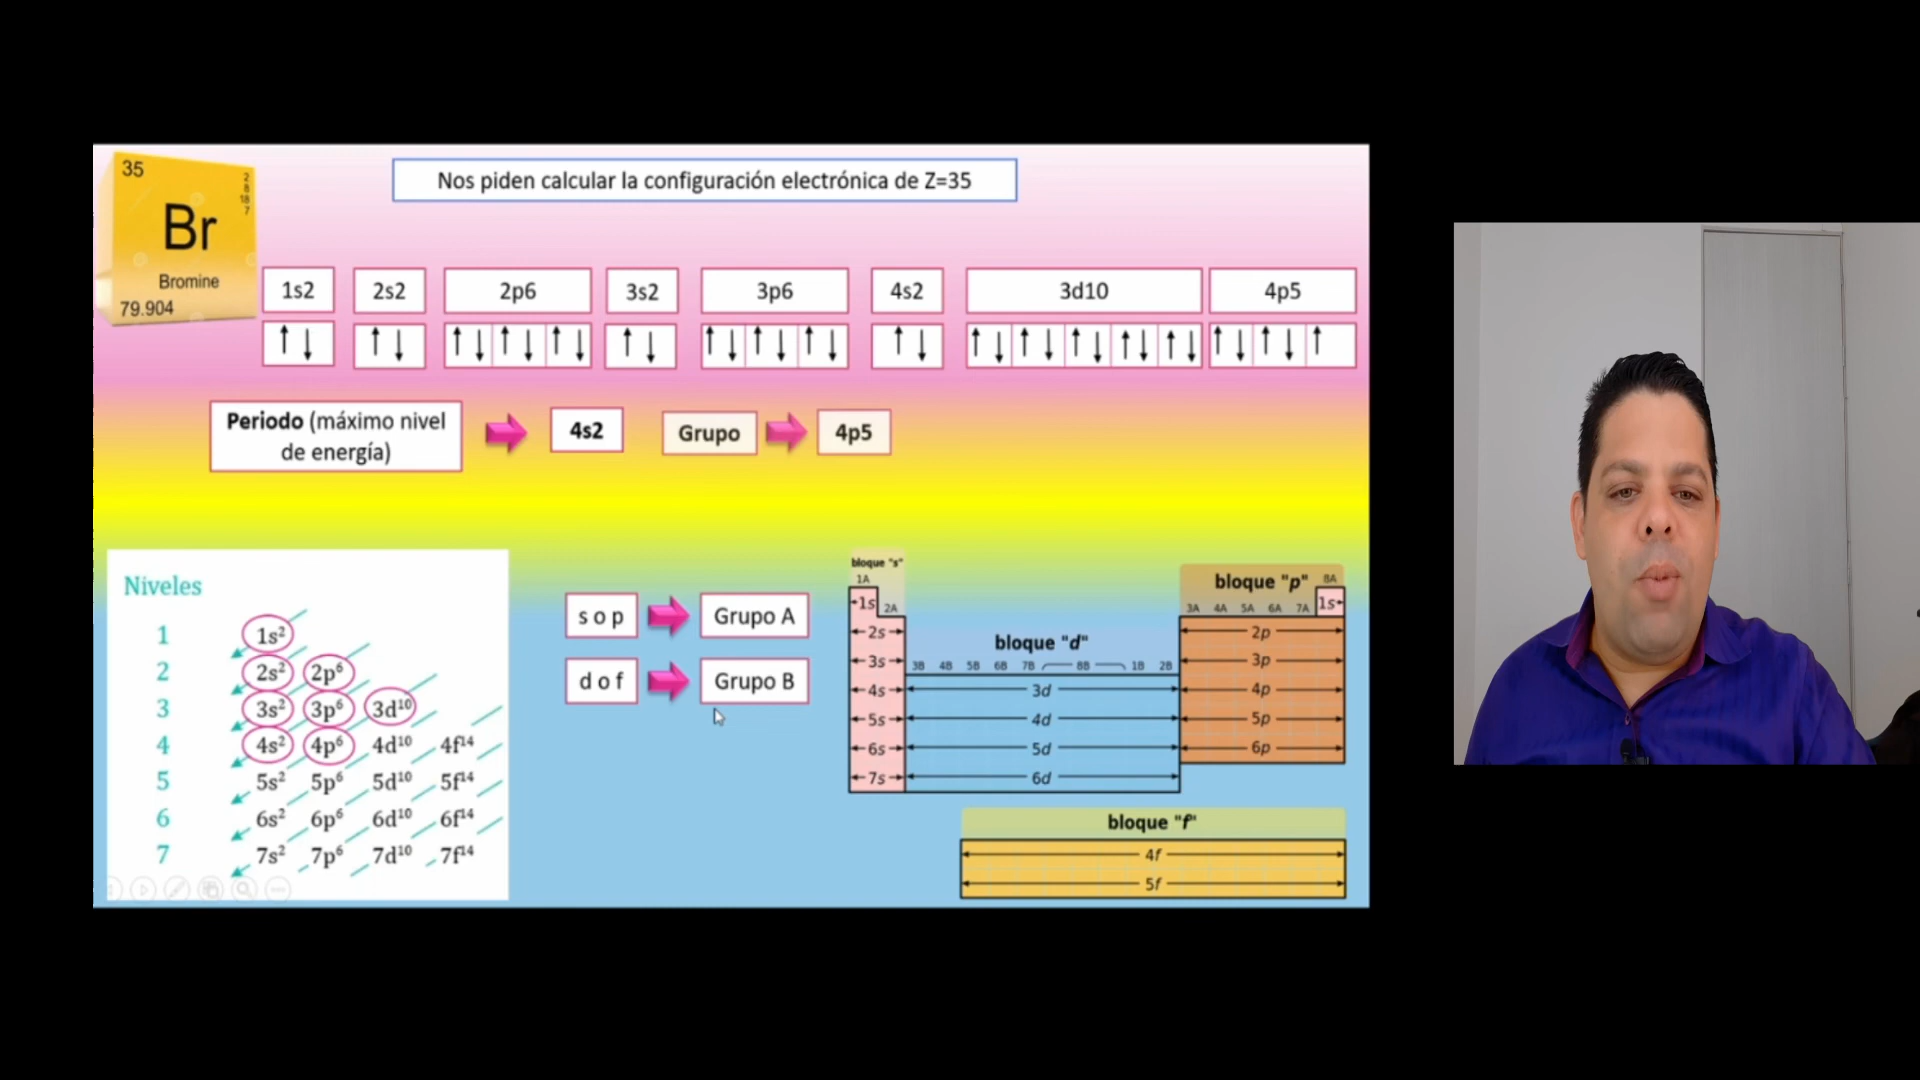 35
2
8
18
7
Br
Bromine
79.904
Nos piden calcular la configuración electrónica de Z=35
1s2 2s2 2p6 3s2 3p6 4s2 3d10 4p5
Periodo (máximo nivel
de energía)
4s2
Grupo
4p5
Niveles
1 1s²
2 2s² 2p⁶
3 3s² 3p⁶ 3d¹⁰
4 4s² 4p⁶ 4d¹⁰ 4f¹⁴
5 5s² 5p⁶ 5d¹⁰ 5f¹⁴
6 6s² 6p⁶ 6d¹⁰ 6f¹⁴
7 7s² 7p⁶ 7d¹⁰ 7f¹⁴
s o p
Grupo A
d o f
Grupo B
bloque "s"
1A
1s 2A
2s
3s
4s
5s
6s
7s
bloque "d"
3B 4B 5B 6B 7B 8B 1B 2B
3d
4d
5d
6d
bloque "p" 8A
3A 4A 5A 6A 7A 1s
2p
3p
4p
5p
6p
bloque "f"
4f
5f